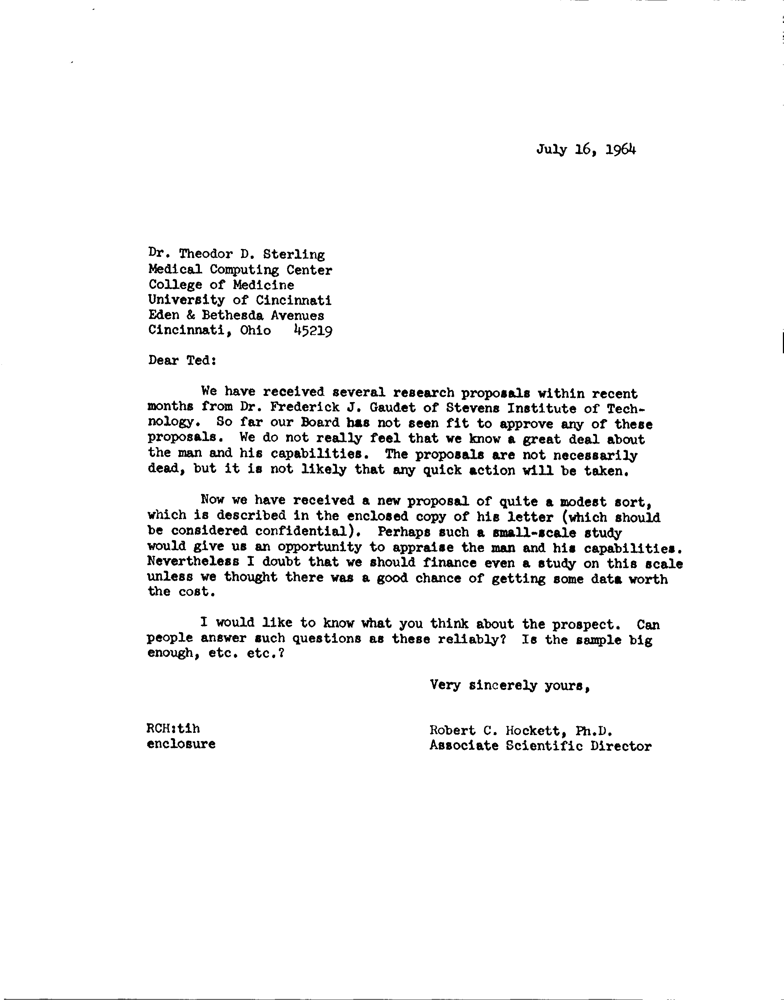 July 16, 1964
Dr. Theodor D. Sterling
Medical Computing Center
College of Medicine
University of Cincinnati
Eden & Bethesda Avenues
Cincinnati, Ohio 45219
Dear Ted:
We have received several research proposals within recent
months from Dr. Frederick J. Gaudet of Stevens Institute of Tech-
nology. So far our Board has not seen fit to approve any of these
proposals. We do not really feel that we know a great deal about
the man and his capabilities. The proposals are not necessarily
dead, but it is not likely that any quick action will be taken.
Now we have received a new proposal of quite a modest sort,
which is described in the enclosed copy of his letter (which should
be considered confidential). Perhaps such a small-scale study
would give us an opportunity to appraise the man and his capabilities.
Nevertheless I doubt that we should finance even a study on this scale
unless we thought there was a good chance of getting some data worth
the cost.
I would like to know what you think about the prospect. Can
people answer such questions as these reliably? Is the sample big
enough, etc. etc.?
Very sincerely yours,
RCH:tih
enclosure
Robert C. Hockett, Ph.D.
Associate Scientific Director